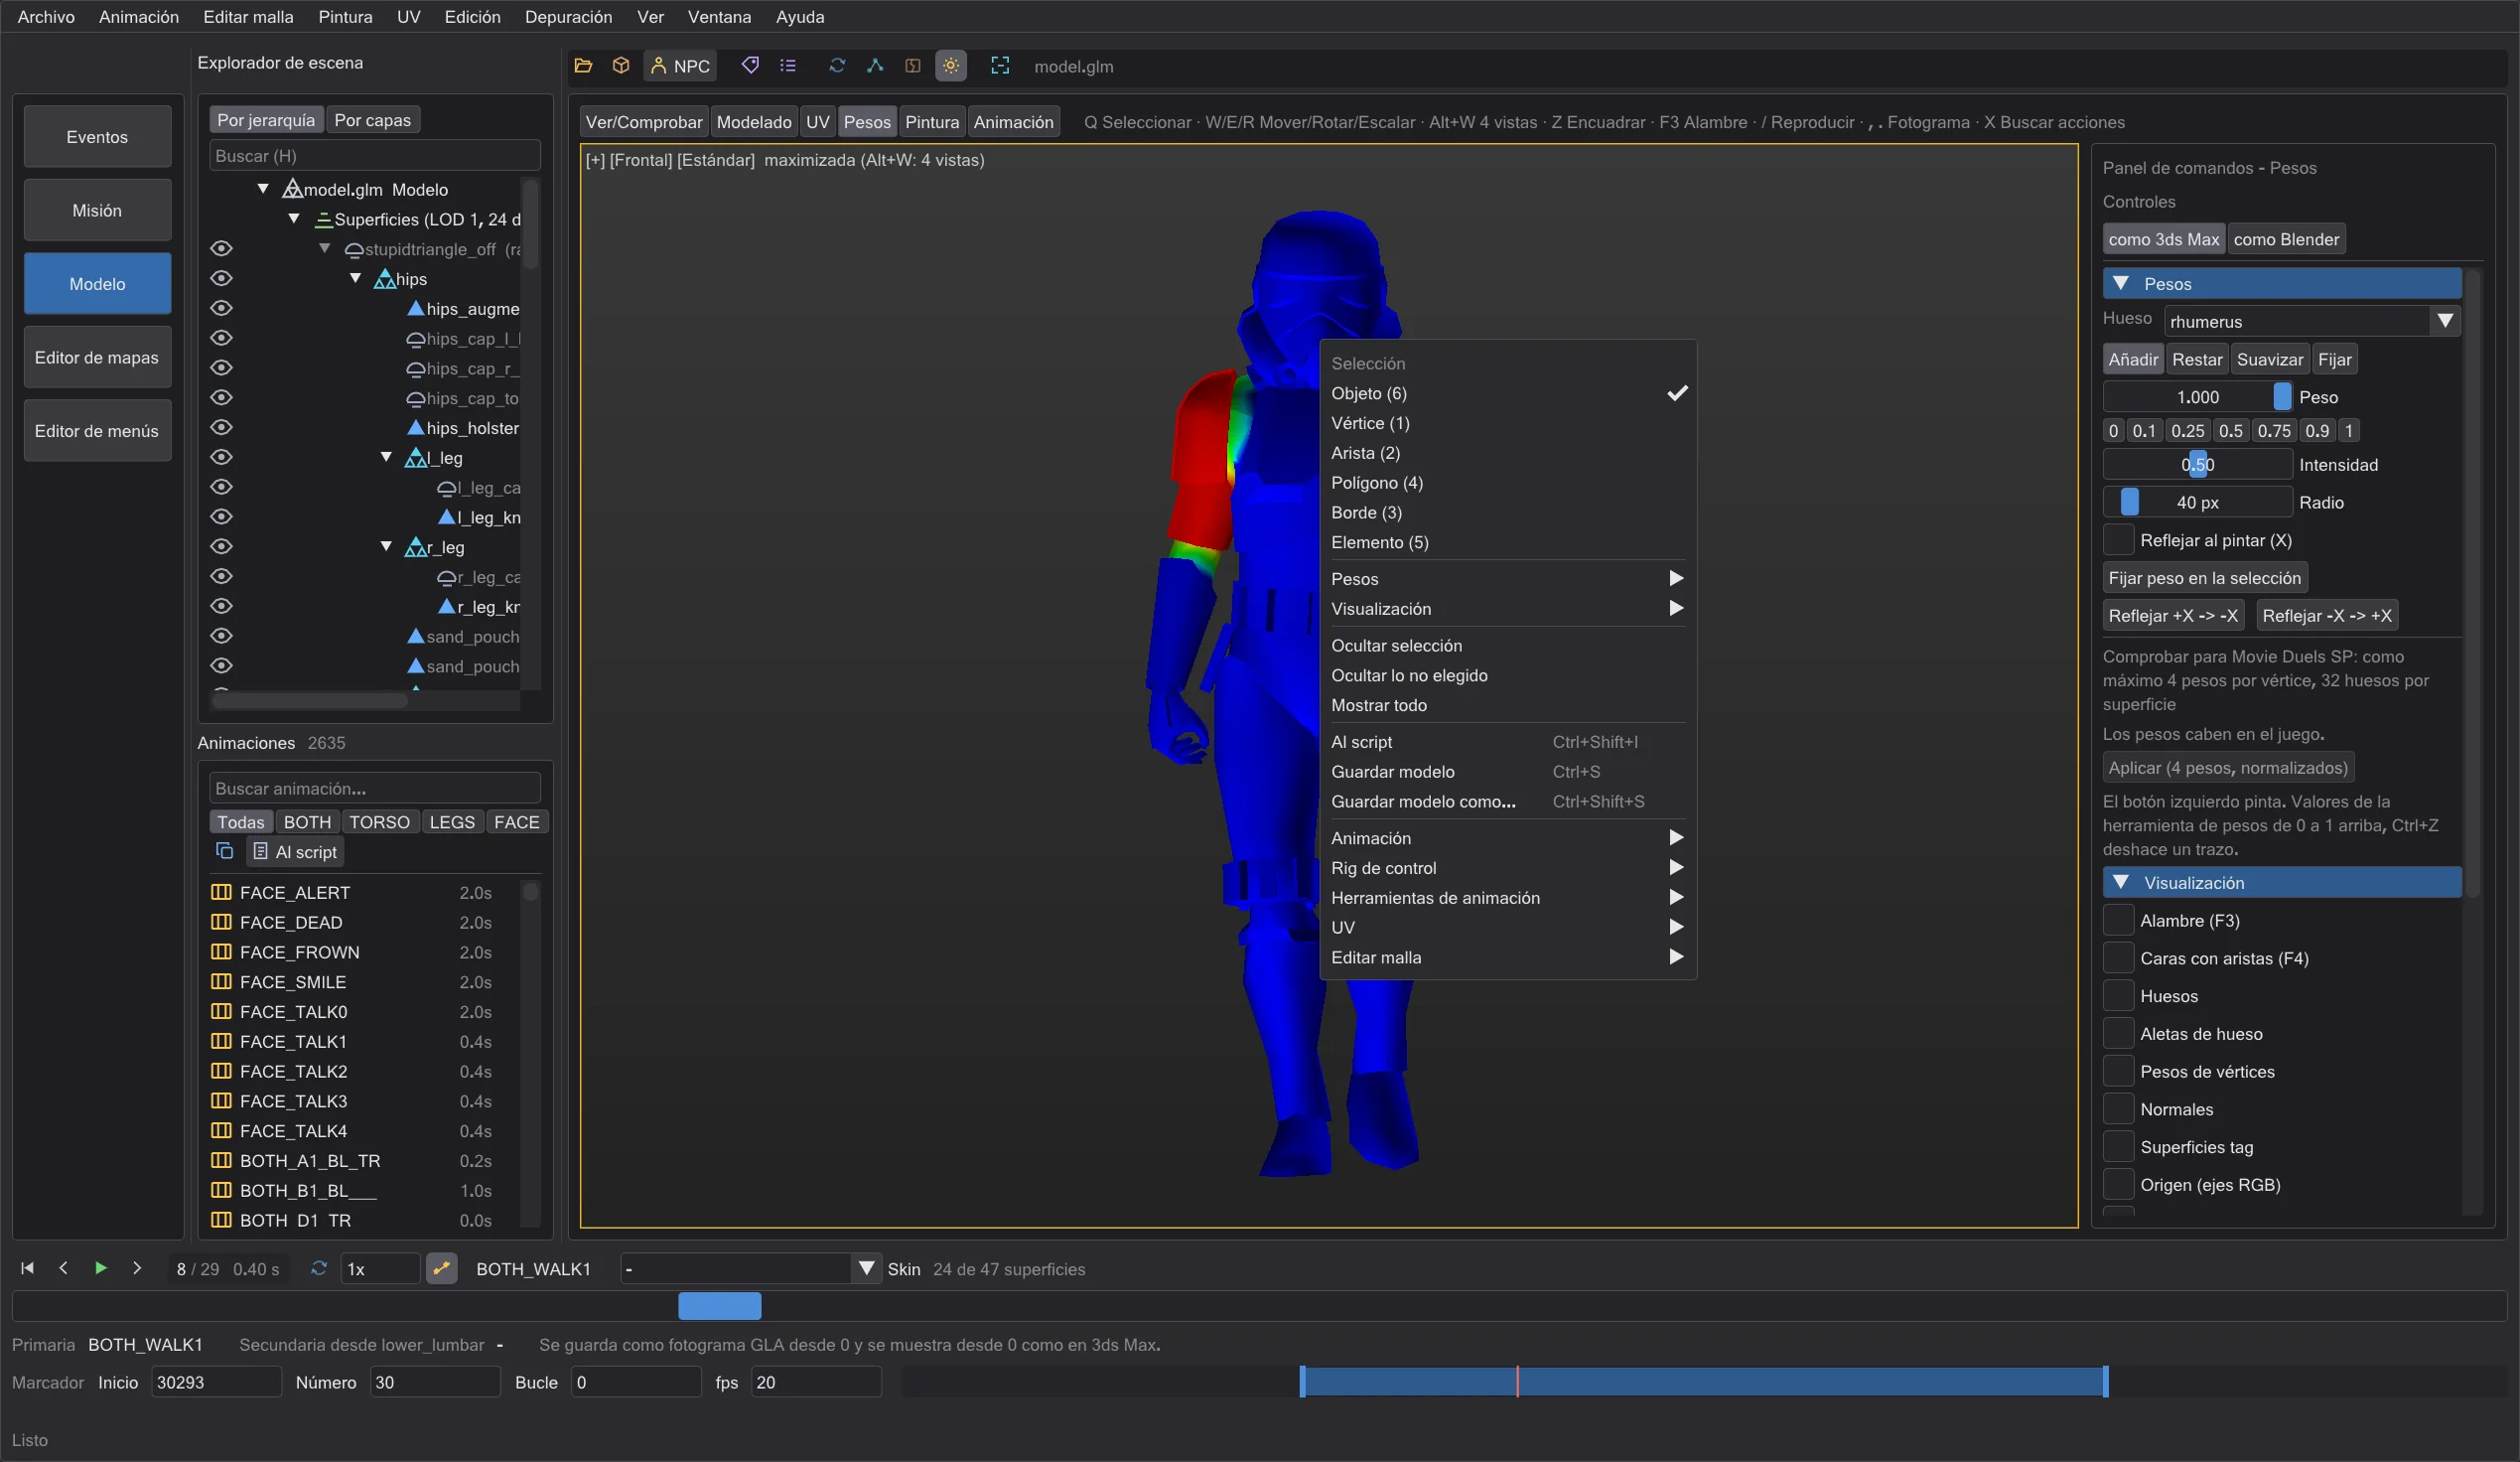 Archivo Animación Editar malla Pintura UV Edición Depuración Ver Ventana Ayuda
Explorador de escena
NPC
model.glm
Eventos
Misión
Modelo
Editor de mapas
Editor de menús
Por jerarquía Por capas
Buscar (H)
model.glm Modelo
Superficies (LOD 1, 24 d
stupidtriangle_off (ra
hips
hips_augme
hips_cap_l_l
hips_cap_r_
hips_cap_to
hips_holster
l_leg
l_leg_ca
l_leg_kn
r_leg
r_leg_ca
r_leg_kn
sand_pouch
sand_pouch
Animaciones 2635
Buscar animación...
Todas BOTH TORSO LEGS FACE
Al script
FACE_ALERT 2.0s
FACE_DEAD 2.0s
FACE_FROWN 2.0s
FACE_SMILE 2.0s
FACE_TALK0 2.0s
FACE_TALK1 0.4s
FACE_TALK2 0.4s
FACE_TALK3 0.4s
FACE_TALK4 0.4s
BOTH_A1_BL_TR 0.2s
BOTH_B1_BL___ 1.0s
BOTH D1 TR 0.0s
Ver/Comprobar Modelado UV Pesos Pintura Animación
Q Seleccionar · W/E/R Mover/Rotar/Escalar · Alt+W 4 vistas · Z Encuadrar · F3 Alambre · / Reproducir · , . Fotograma · X Buscar acciones
[+] [Frontal] [Estándar] maximizada (Alt+W: 4 vistas)
Selección
Objeto (6)
Vértice (1)
Arista (2)
Polígono (4)
Borde (3)
Elemento (5)
Pesos
Visualización
Ocultar selección
Ocultar lo no elegido
Mostrar todo
Al script Ctrl+Shift+I
Guardar modelo Ctrl+S
Guardar modelo como... Ctrl+Shift+S
Animación
Rig de control
Herramientas de animación
UV
Editar malla
Panel de comandos - Pesos
Controles
como 3ds Max como Blender
Pesos
Hueso rhumerus
Añadir Restar Suavizar Fijar
1.000 Peso
0 0.1 0.25 0.5 0.75 0.9 1
0.50 Intensidad
40 px Radio
Reflejar al pintar (X)
Fijar peso en la selección
Reflejar +X -> -X Reflejar -X -> +X
Comprobar para Movie Duels SP: como
máximo 4 pesos por vértice, 32 huesos por
superficie
Los pesos caben en el juego.
Aplicar (4 pesos, normalizados)
El botón izquierdo pinta. Valores de la
herramienta de pesos de 0 a 1 arriba, Ctrl+Z
deshace un trazo.
Visualización
Alambre (F3)
Caras con aristas (F4)
Huesos
Aletas de hueso
Pesos de vértices
Normales
Superficies tag
Origen (ejes RGB)
8 / 29 0.40 s 1x BOTH_WALK1 - Skin 24 de 47 superficies
Primaria BOTH_WALK1 Secundaria desde lower_lumbar - Se guarda como fotograma GLA desde 0 y se muestra desde 0 como en 3ds Max.
Marcador Inicio 30293 Número 30 Bucle 0 fps 20
Listo